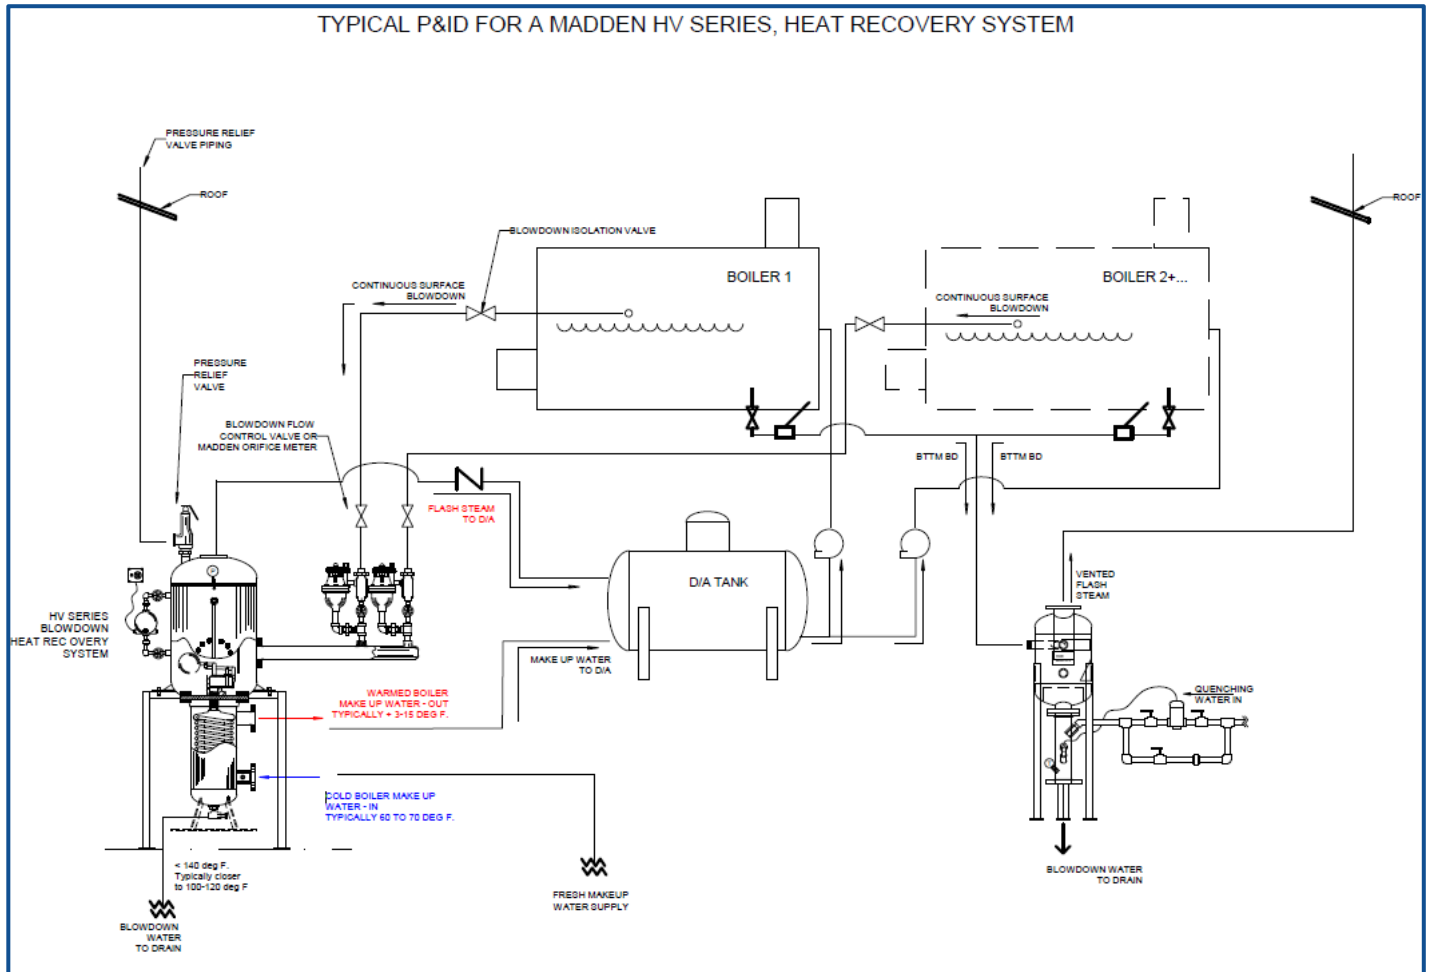 TYPICAL P&ID FOR A MADDEN HV SERIES, HEAT RECOVERY SYSTEM
PRESSURE RELIEF
VALVE PIPING
ROOF
ROOF
BLOWDOWN ISOLATION VALVE
BOILER 1
BOILER 2+...
CONTINUOUS SURFACE
BLOWDOWN
CONTINUOUS SURFACE
BLOWDOWN
PRESSURE
RELIEF
VALVE
BLOWDOWN FLOW
CONTROL VALVE OR
MADDEN ORIFICE METER
BTTM BD
BTTM BD
FLASH STEAM
TO D/A
D/A TANK
VENTED
FLASH
STEAM
HV SERIES
BLOWDOWN
HEAT REC OVERY
SYSTEM
MAKE UP WATER
TO D/A
WARMED BOILER
MAKE UP WATER - OUT
TYPICALLY + 3-15 DEG F.
QUENCHING
WATER IN
COLD BOILER MAKE UP
WATER - IN
TYPICALLY 60 TO 70 DEG F.
< 140 deg F.
Typically closer
to 100-120 deg F
BLOWDOWN WATER
TO DRAIN
FRESH MAKEUP
WATER SUPPLY
BLOWDOWN
WATER
TO DRAIN